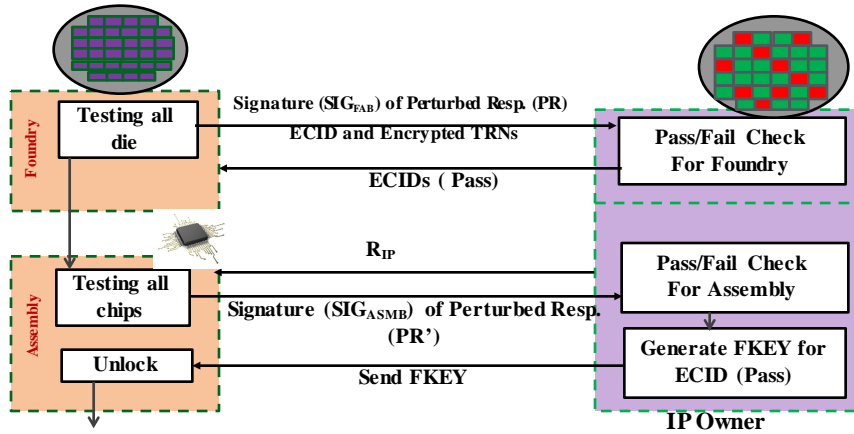 Testing all
die
Foundry
Signature (SIGFAB) of Perturbed Resp. (PR)
ECID and Encrypted TRNs
ECIDs ( Pass)
Pass/Fail Check
For Foundry
RIP
Testing all
chips
Assembly
Signature (SIGASMB) of Perturbed Resp.
(PR’)
Pass/Fail Check
For Assembly
Unlock
Send FKEY
Generate FKEY for
ECID (Pass)
IP Owner